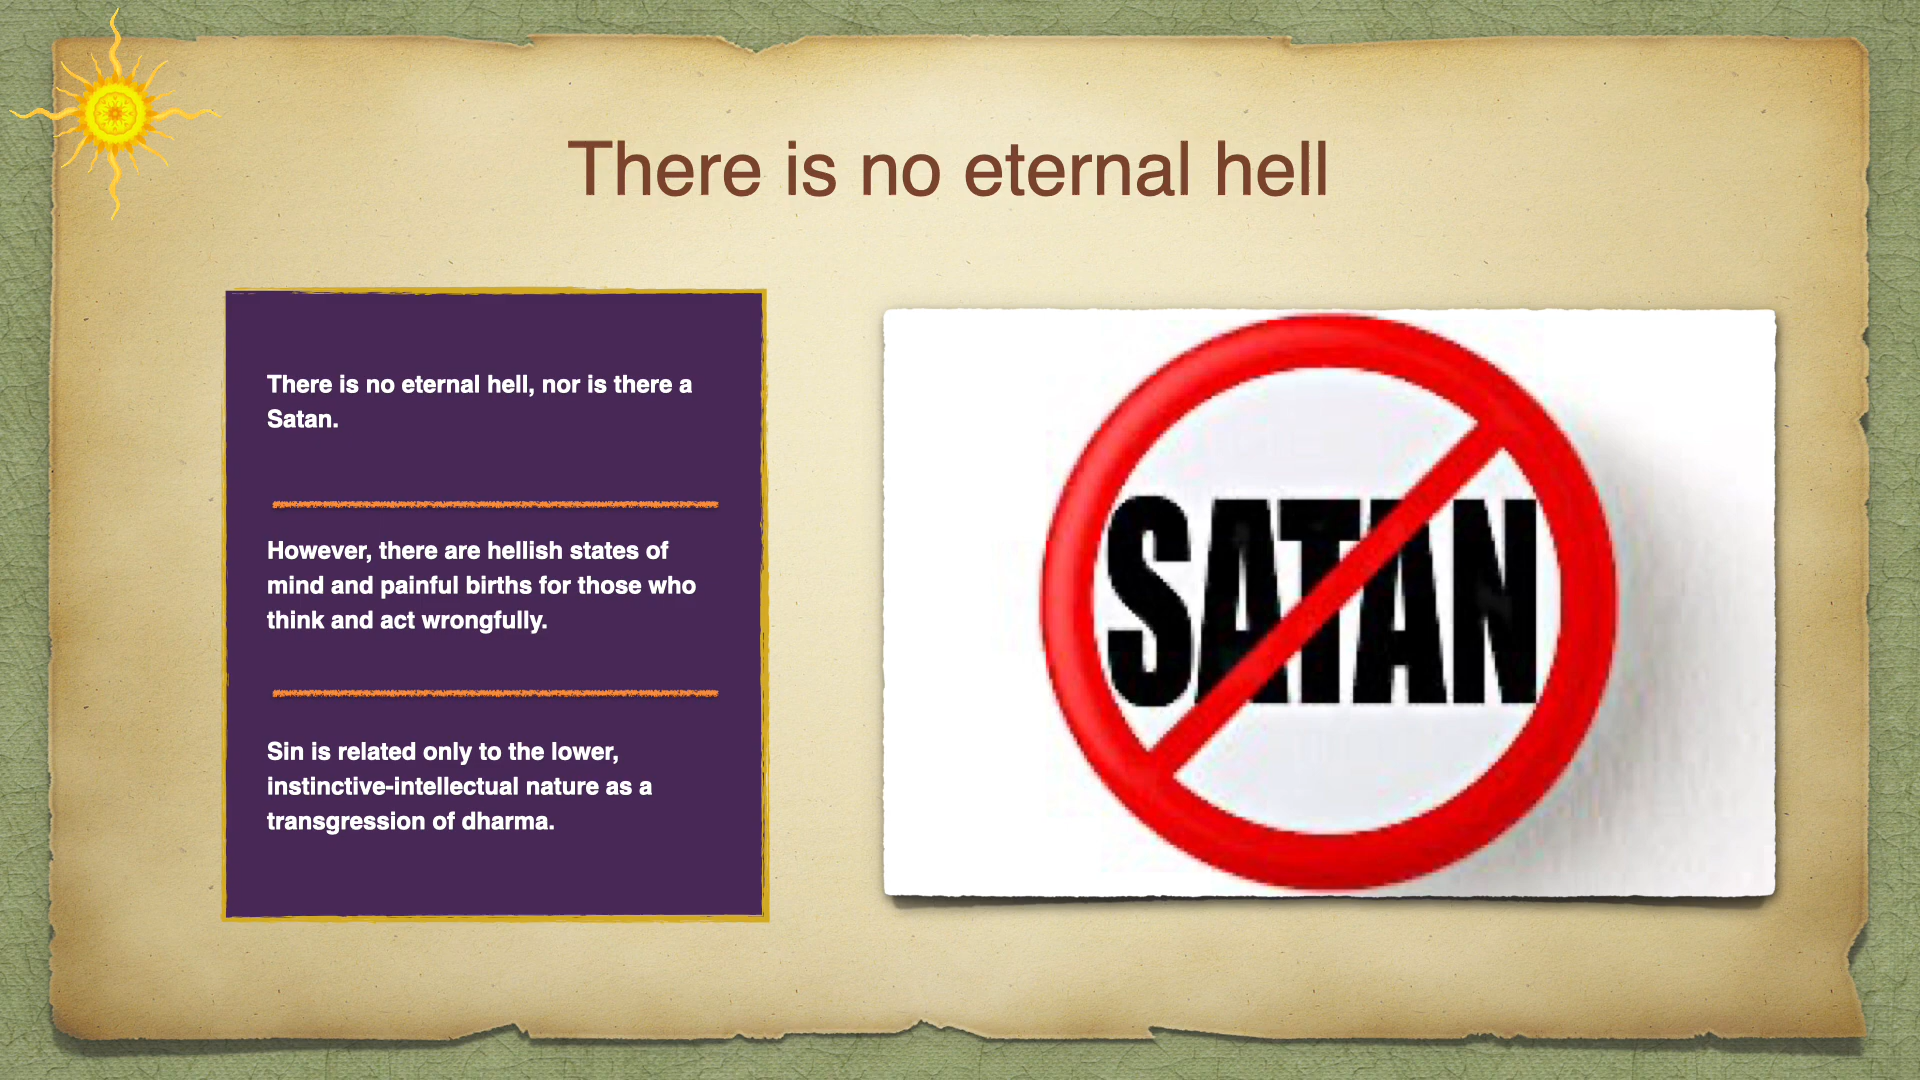 There is no eternal hell
There is no eternal hell, nor is there a
Satan.
However, there are hellish states of
mind and painful births for those who
think and act wrongfully.
Sin is related only to the lower,
instinctive-intellectual nature as a
transgression of dharma.
SATAN